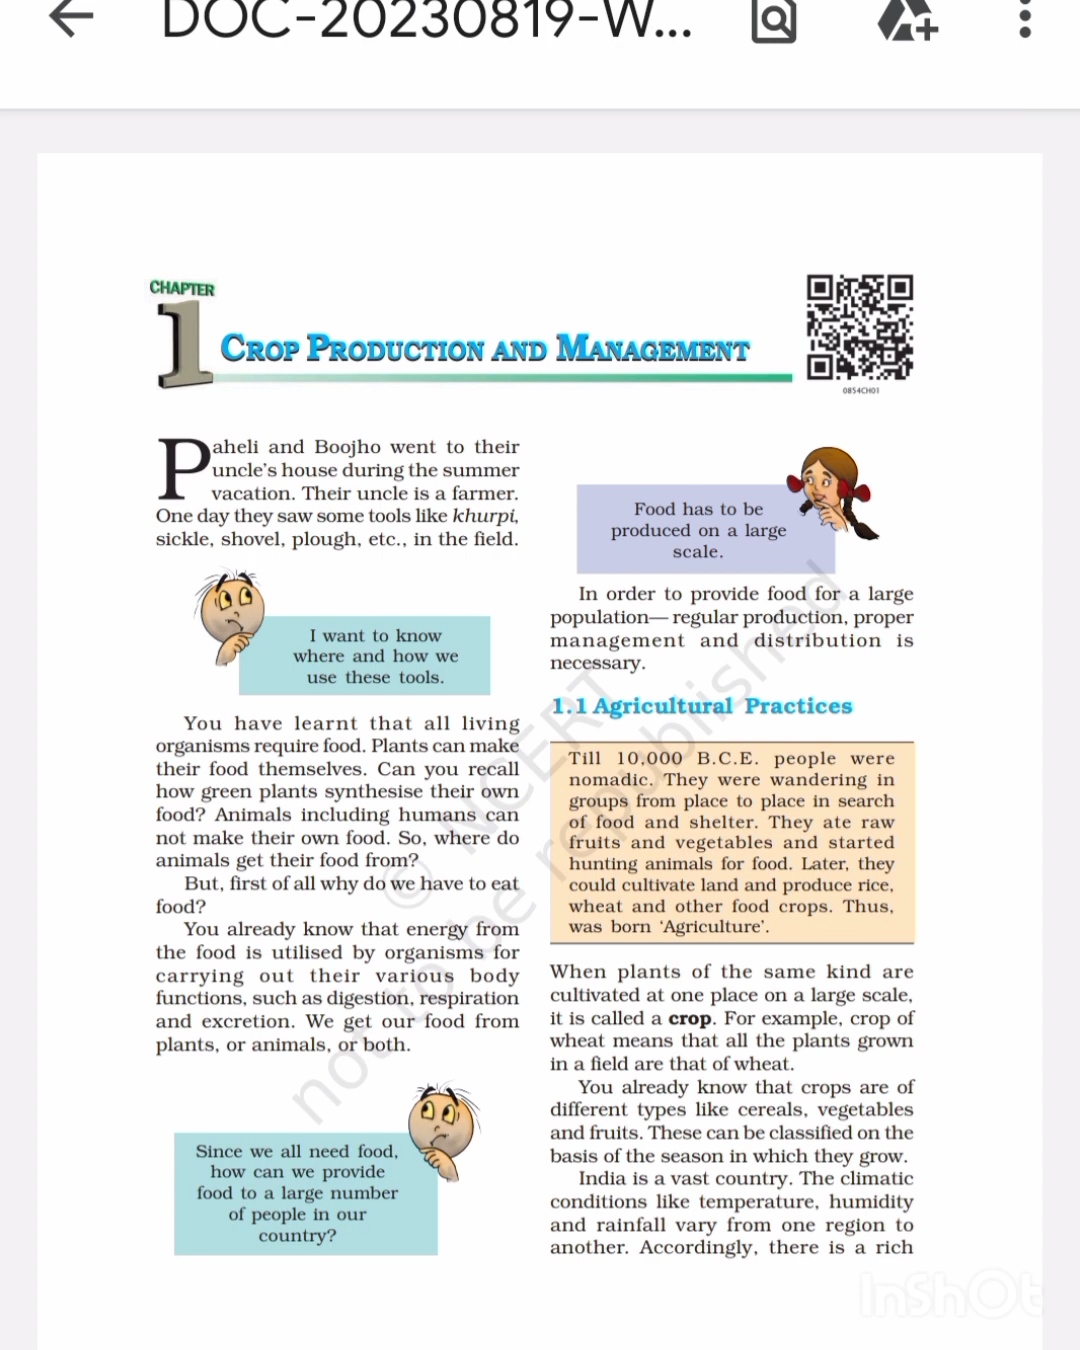 DOC-20230819-W...
CHAPTER
1 CROP PRODUCTION AND MANAGEMENT
0854CH01
Paheli and Boojho went to their
uncle's house during the summer
vacation. Their uncle is a farmer.
One day they saw some tools like khurpi,
sickle, shovel, plough, etc., in the field.
I want to know
where and how we
use these tools.
You have learnt that all living
organisms require food. Plants can make
their food themselves. Can you recall
how green plants synthesise their own
food? Animals including humans can
not make their own food. So, where do
animals get their food from?
But, first of all why do we have to eat
food?
You already know that energy from
the food is utilised by organisms for
carrying out their various body
functions, such as digestion, respiration
and excretion. We get our food from
plants, or animals, or both.
Since we all need food,
how can we provide
food to a large number
of people in our
country?
Food has to be
produced on a large
scale.
In order to provide food for a large
population— regular production, proper
management and distribution is
necessary.
1.1 Agricultural Practices
Till 10,000 B.C.E. people were
nomadic. They were wandering in
groups from place to place in search
of food and shelter. They ate raw
fruits and vegetables and started
hunting animals for food. Later, they
could cultivate land and produce rice,
wheat and other food crops. Thus,
was born ‘Agriculture’.
When plants of the same kind are
cultivated at one place on a large scale,
it is called a crop. For example, crop of
wheat means that all the plants grown
in a field are that of wheat.
You already know that crops are of
different types like cereals, vegetables
and fruits. These can be classified on the
basis of the season in which they grow.
India is a vast country. The climatic
conditions like temperature, humidity
and rainfall vary from one region to
another. Accordingly, there is a rich
© NCERT
not to be republished
InShOt